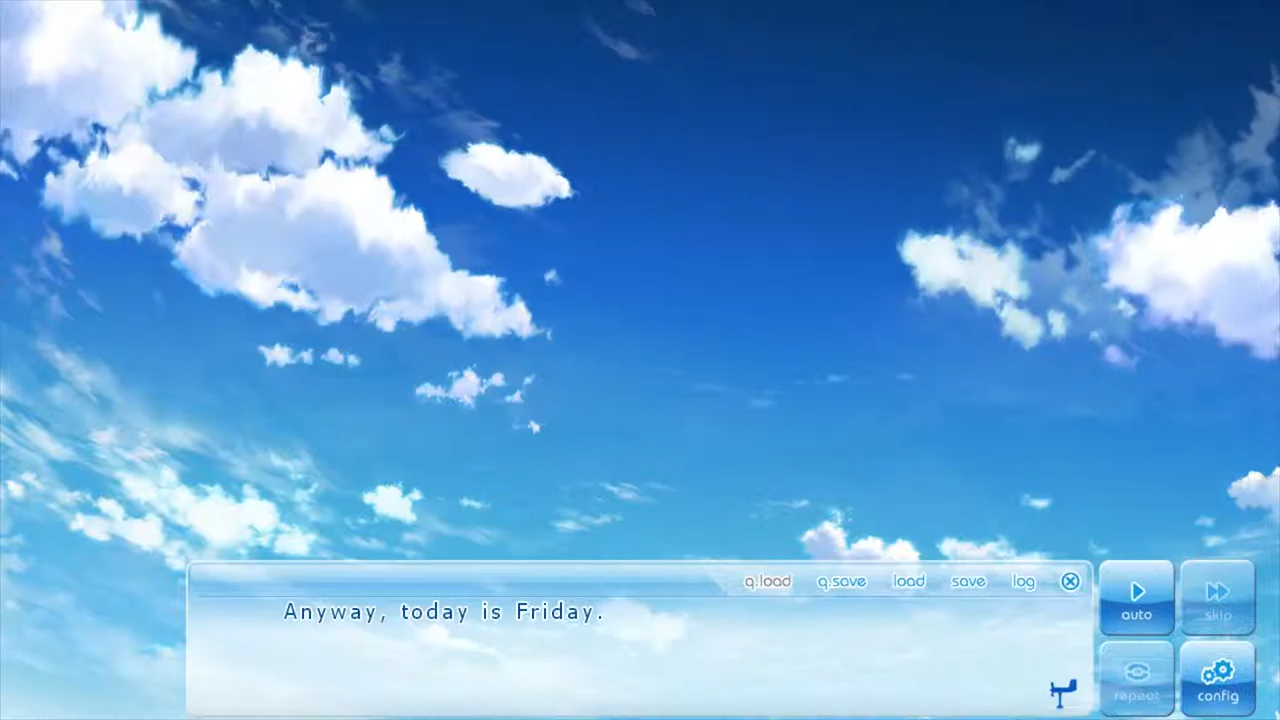 q.load q.save load save log
Anyway, today is Friday.
auto
skip
repeat
config